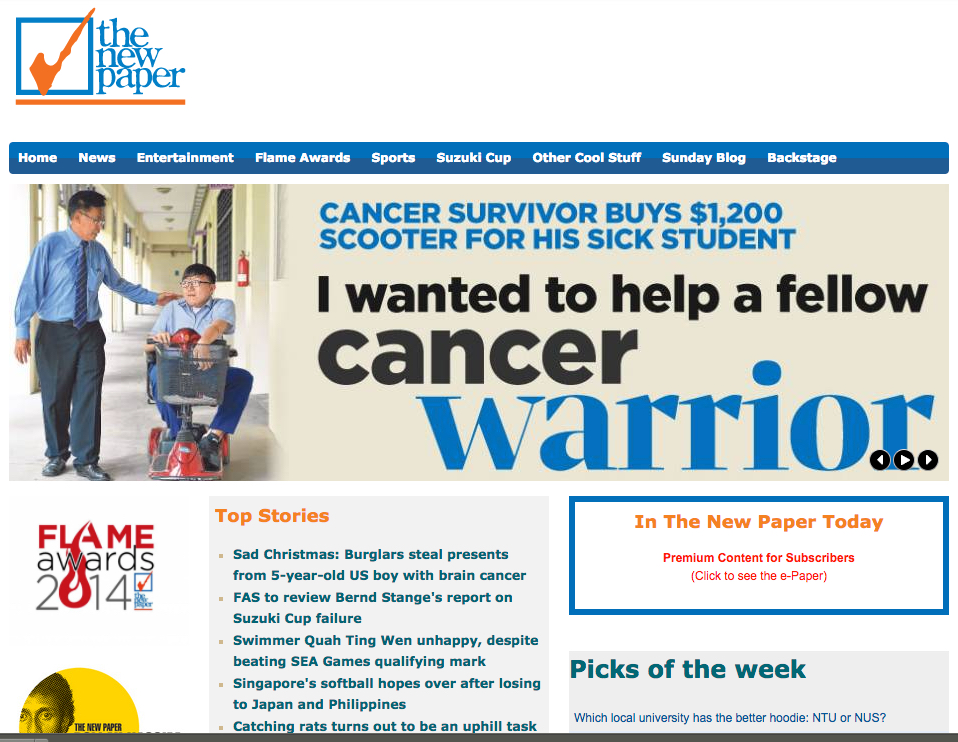 the
new
paper
Home News Entertainment Flame Awards Sports Suzuki Cup Other Cool Stuff Sunday Blog Backstage
CANCER SURVIVOR BUYS $1,200
SCOOTER FOR HIS SICK STUDENT
I wanted to help a fellow
cancer
warrior
FLAME
awards
2014
the
new
paper
Top Stories
Sad Christmas: Burglars steal presents
from 5-year-old US boy with brain cancer
FAS to review Bernd Stange's report on
Suzuki Cup failure
Swimmer Quah Ting Wen unhappy, despite
beating SEA Games qualifying mark
Singapore's softball hopes over after losing
to Japan and Philippines
Catching rats turns out to be an uphill task
In The New Paper Today
Premium Content for Subscribers
(Click to see the e-Paper)
Picks of the week
Which local university has the better hoodie: NTU or NUS?
THE NEW PAPER